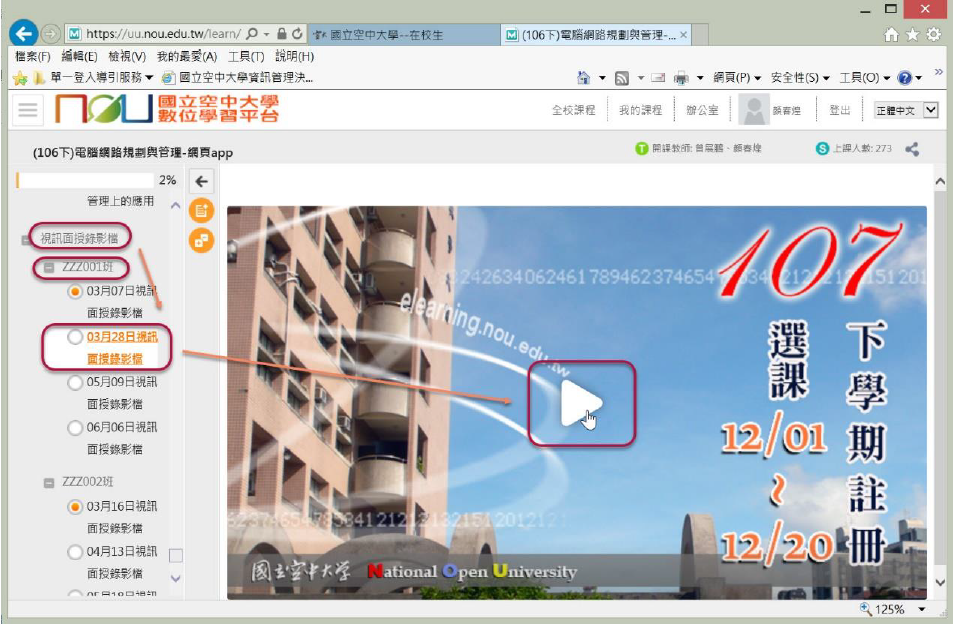 https://uu.nou.edu.tw/learn/
國立空中大學--在校生
(106下)電腦網路規劃與管理-...
檔案(F) 編輯(E) 檢視(V) 我的最愛(A) 工具(T) 說明(H)
單一登入導引服務 國立空中大學資訊管理決...
網頁(P) 安全性(S) 工具(O)
nou 國立空中大學
數位學習平台
全校課程 我的課程 辦公室 顏春煌 登出 正體中文
(106下)電腦網路規劃與管理-網頁app
上課人數: 273
2%
管理上的應用
視訊面授錄影檔
ZZZ001班
03月07日視訊
面授錄影檔
03月28日視訊
面授錄影檔
05月09日視訊
面授錄影檔
06月06日視訊
面授錄影檔
ZZZ002班
03月16日視訊
面授錄影檔
04月13日視訊
面授錄影檔
05月18日視訊
elearning.nou.edu.tw
107
下學期註冊
選課
12/01
~
12/20
國立空中大學 National Open University
125%